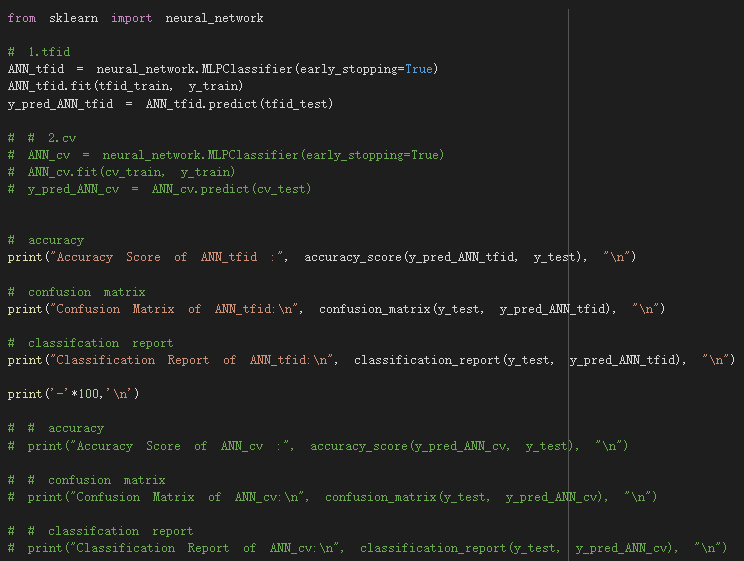 from sklearn import neural_network
# 1.tfid
ANN_tfid = neural_network.MLPClassifier(early_stopping=True)
ANN_tfid.fit(tfid_train, y_train)
y_pred_ANN_tfid = ANN_tfid.predict(tfid_test)
# # 2.cv
# ANN_cv = neural_network.MLPClassifier(early_stopping=True)
# ANN_cv.fit(cv_train, y_train)
# y_pred_ANN_cv = ANN_cv.predict(cv_test)
# accuracy
print("Accuracy Score of ANN_tfid :", accuracy_score(y_pred_ANN_tfid, y_test), "\n")
# confusion matrix
print("Confusion Matrix of ANN_tfid:\n", confusion_matrix(y_test, y_pred_ANN_tfid), "\n")
# classifcation report
print("Classification Report of ANN_tfid:\n", classification_report(y_test, y_pred_ANN_tfid), "\n")
print('-'*100,'\n')
# # accuracy
# print("Accuracy Score of ANN_cv :", accuracy_score(y_pred_ANN_cv, y_test), "\n")
# # confusion matrix
# print("Confusion Matrix of ANN_cv:\n", confusion_matrix(y_test, y_pred_ANN_cv), "\n")
# # classifcation report
# print("Classification Report of ANN_cv:\n", classification_report(y_test, y_pred_ANN_cv), "\n")